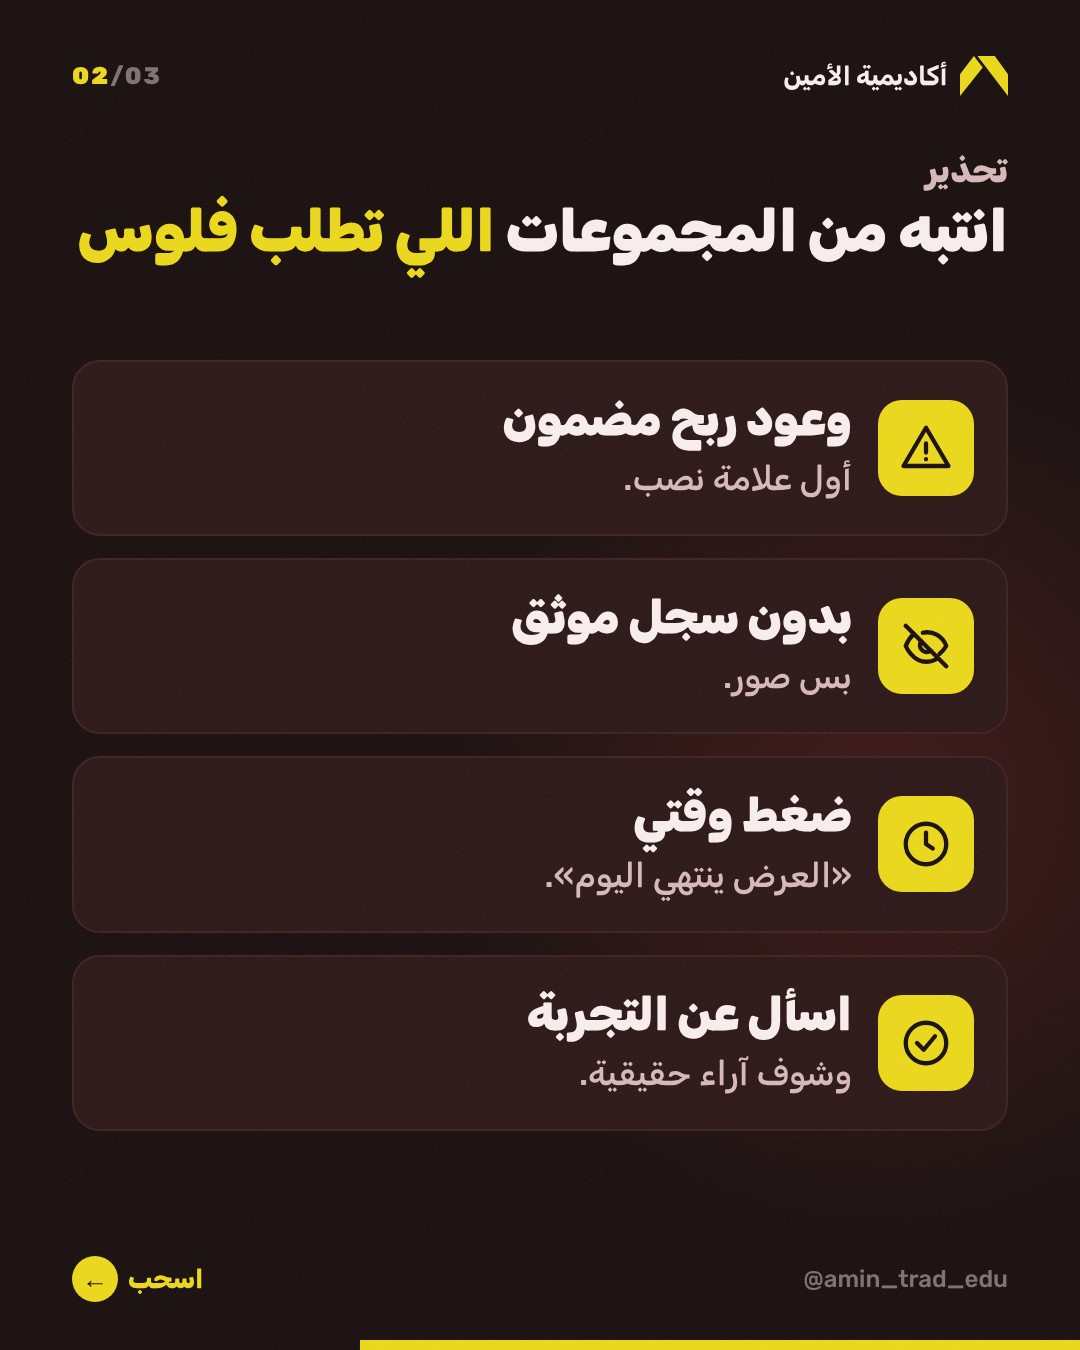 أكاديمية الأمين
02/03
تحذير
انتبه من المجموعات اللي تطلب فلوس
وعود ربح مضمون
أول علامة نصب.
بدون سجل موثق
بس صور.
ضغط وقتي
«العرض ينتهي اليوم».
اسأل عن التجربة
وشوف آراء حقيقية.
@amin_trad_edu
اسحب ←